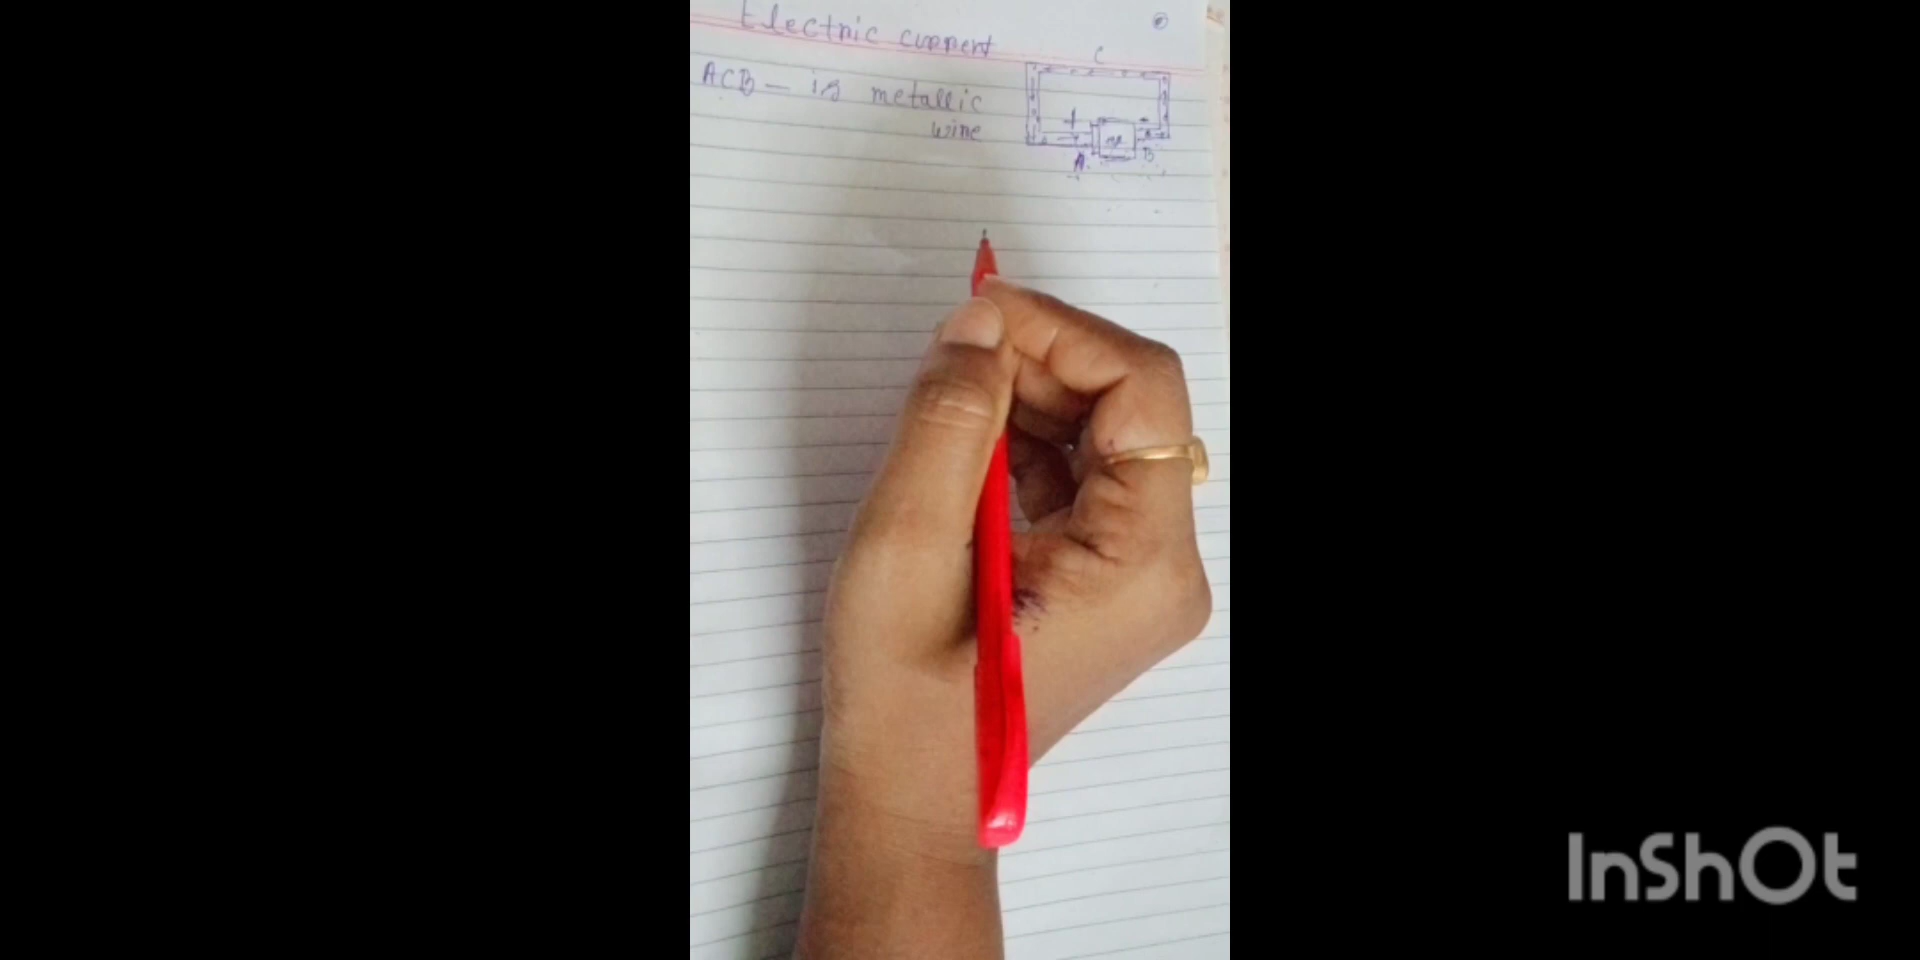 Electric current
C
ACB - is metallic
wire
+ -
A B
InShOt